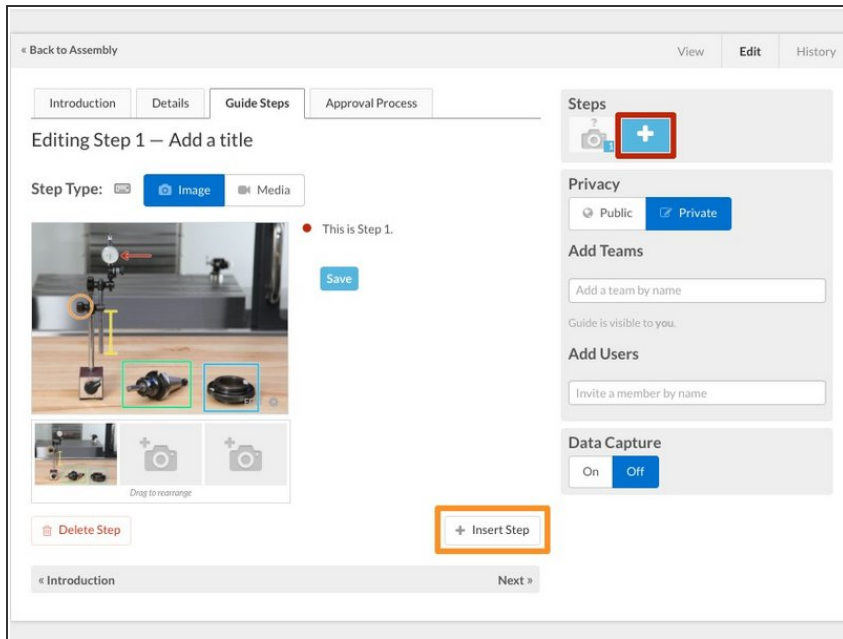 « Back to Assembly
View Edit History
Introduction Details Guide Steps Approval Process
Editing Step 1 — Add a title
Step Type: Image Media
This is Step 1.
Save
Drag to rearrange
Delete Step
+ Insert Step
« Introduction Next »
Steps
?
1
+
Privacy
Public Private
Add Teams
Add a team by name
Guide is visible to you.
Add Users
Invite a member by name
Data Capture
On Off